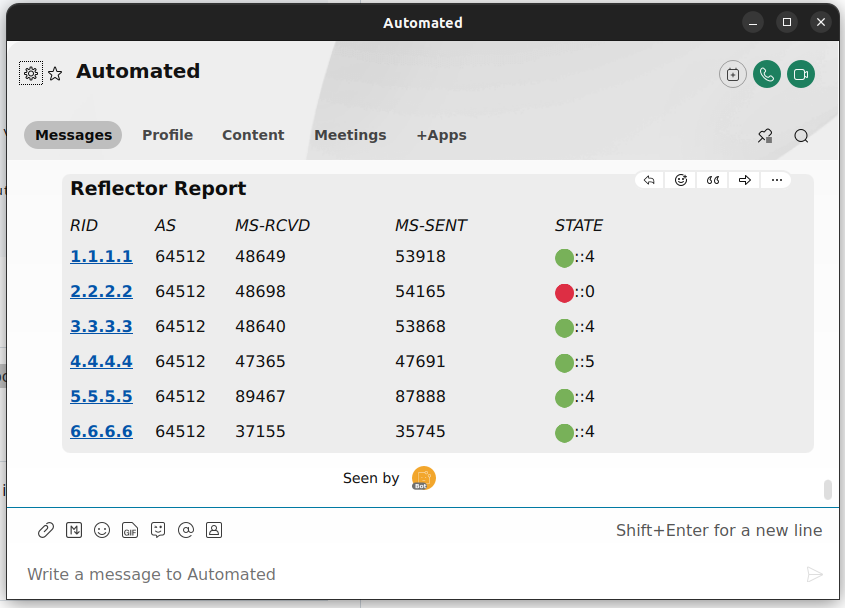 Automated
Automated
Messages Profile Content Meetings +Apps
Reflector Report
RID AS MS-RCVD MS-SENT STATE
1.1.1.1 64512 48649 53918 ::4
2.2.2.2 64512 48698 54165 ::0
3.3.3.3 64512 48640 53868 ::4
4.4.4.4 64512 47365 47691 ::5
5.5.5.5 64512 89467 87888 ::4
6.6.6.6 64512 37155 35745 ::4
Seen by Bot
GIF Shift+Enter for a new line
Write a message to Automated